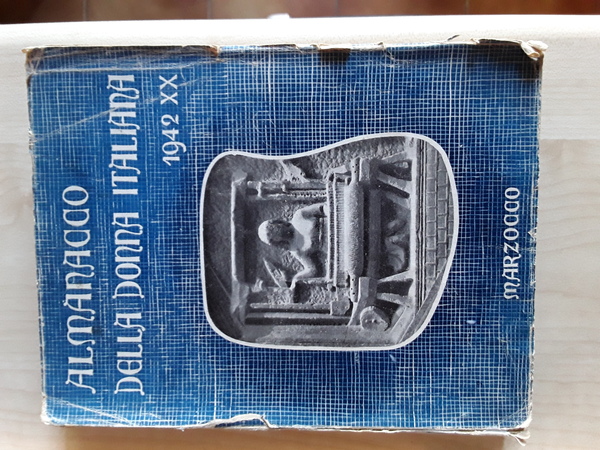 ALMANACCO
DELLA DONNA ITALIANA
1942 XX
MARZOCCO